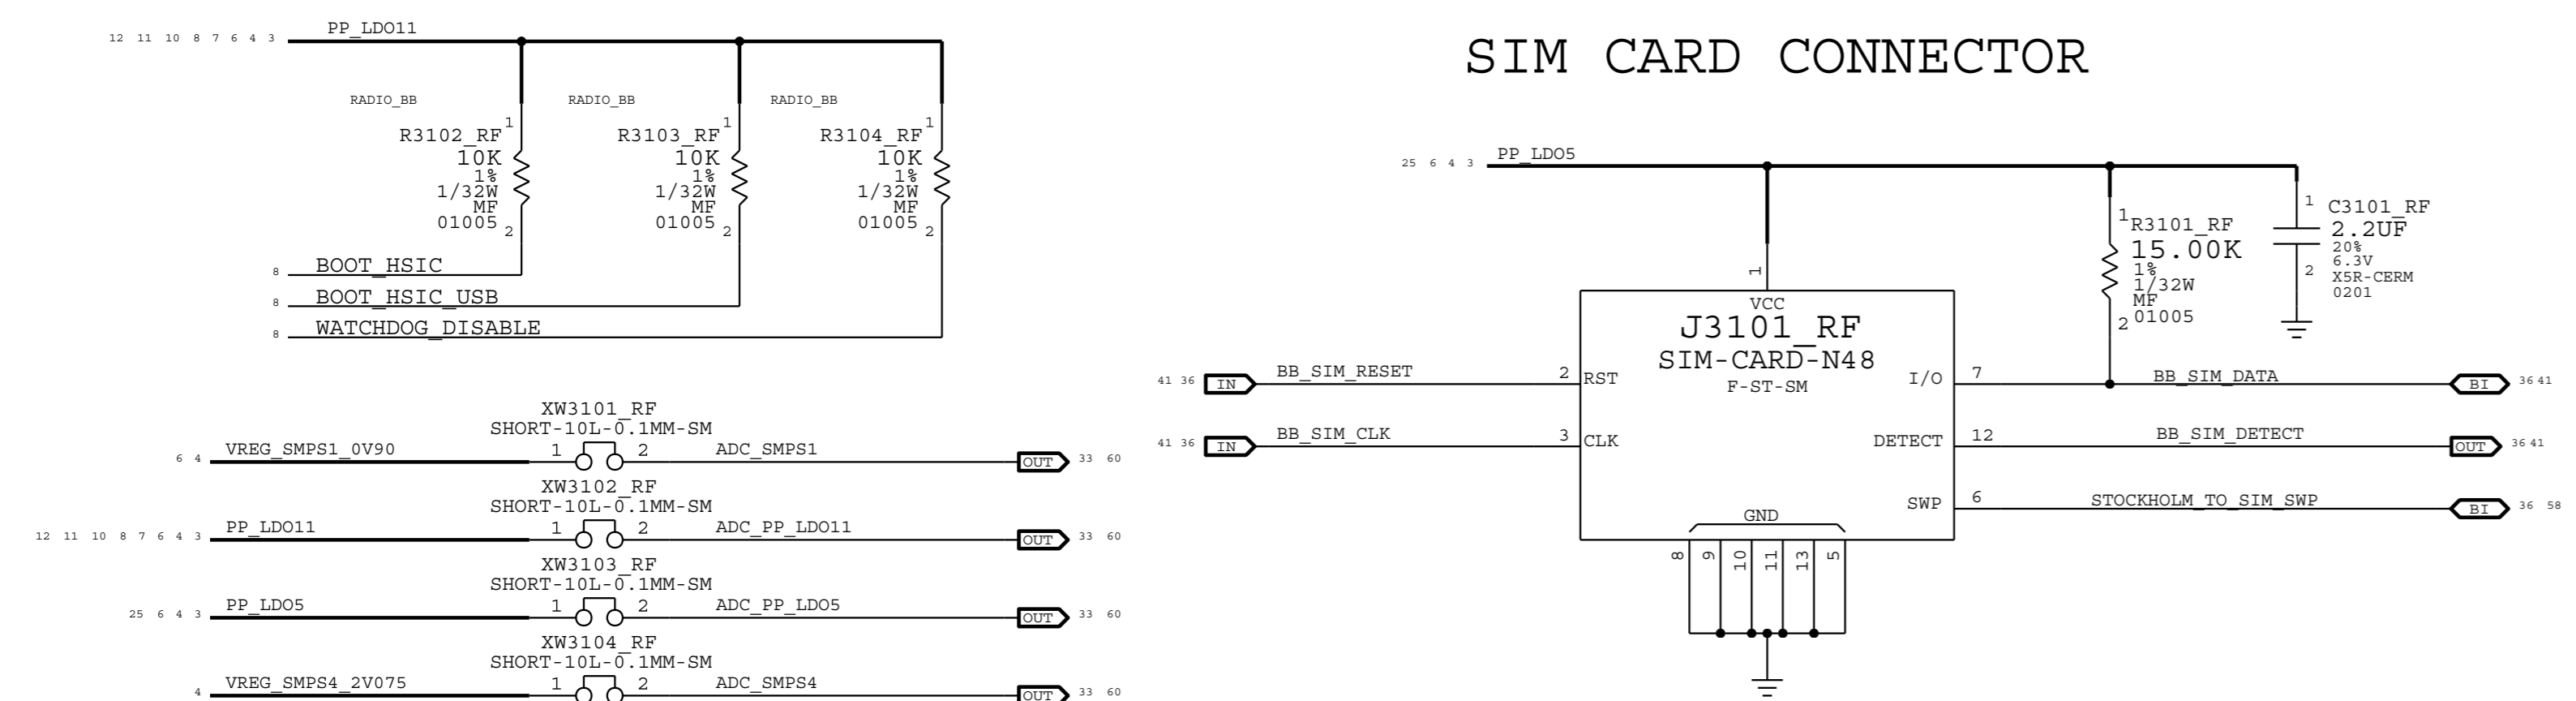 PP_LDO11
12 11 10 8 7 6 4 3
RADIO_BB
RADIO_BB
RADIO_BB
1
R3102_RF
10K
1%
1/32W
MF
01005
2
1
R3103_RF
10K
1%
1/32W
MF
01005
2
1
R3104_RF
10K
1%
1/32W
MF
01005
2
8 BOOT_HSIC
8 BOOT_HSIC_USB
8 WATCHDOG_DISABLE
XW3101_RF
SHORT-10L-0.1MM-SM
6 4 VREG_SMPS1_0V90 1 2 ADC_SMPS1 OUT 33 60
XW3102_RF
SHORT-10L-0.1MM-SM
12 11 10 8 7 6 4 3 PP_LDO11 1 2 ADC_PP_LDO11 OUT 33 60
XW3103_RF
SHORT-10L-0.1MM-SM
25 6 4 3 PP_LDO5 1 2 ADC_PP_LDO5 OUT 33 60
XW3104_RF
SHORT-10L-0.1MM-SM
4 VREG_SMPS4_2V075 1 2 ADC_SMPS4 OUT 33 60
SIM CARD CONNECTOR
25 6 4 3 PP_LDO5
1
R3101_RF
15.00K
1%
1/32W
MF
01005
2
1
C3101_RF
2.2UF
20%
6.3V
X5R-CERM
0201
2
1
VCC
J3101_RF
SIM-CARD-N48
F-ST-SM
41 36 IN BB_SIM_RESET 2 RST
I/O 7 BB_SIM_DATA BI 36 41
41 36 IN BB_SIM_CLK 3 CLK
DETECT 12 BB_SIM_DETECT OUT 36 41
SWP 6 STOCKHOLM_TO_SIM_SWP BI 36 58
GND
8 9 10 11 13 5